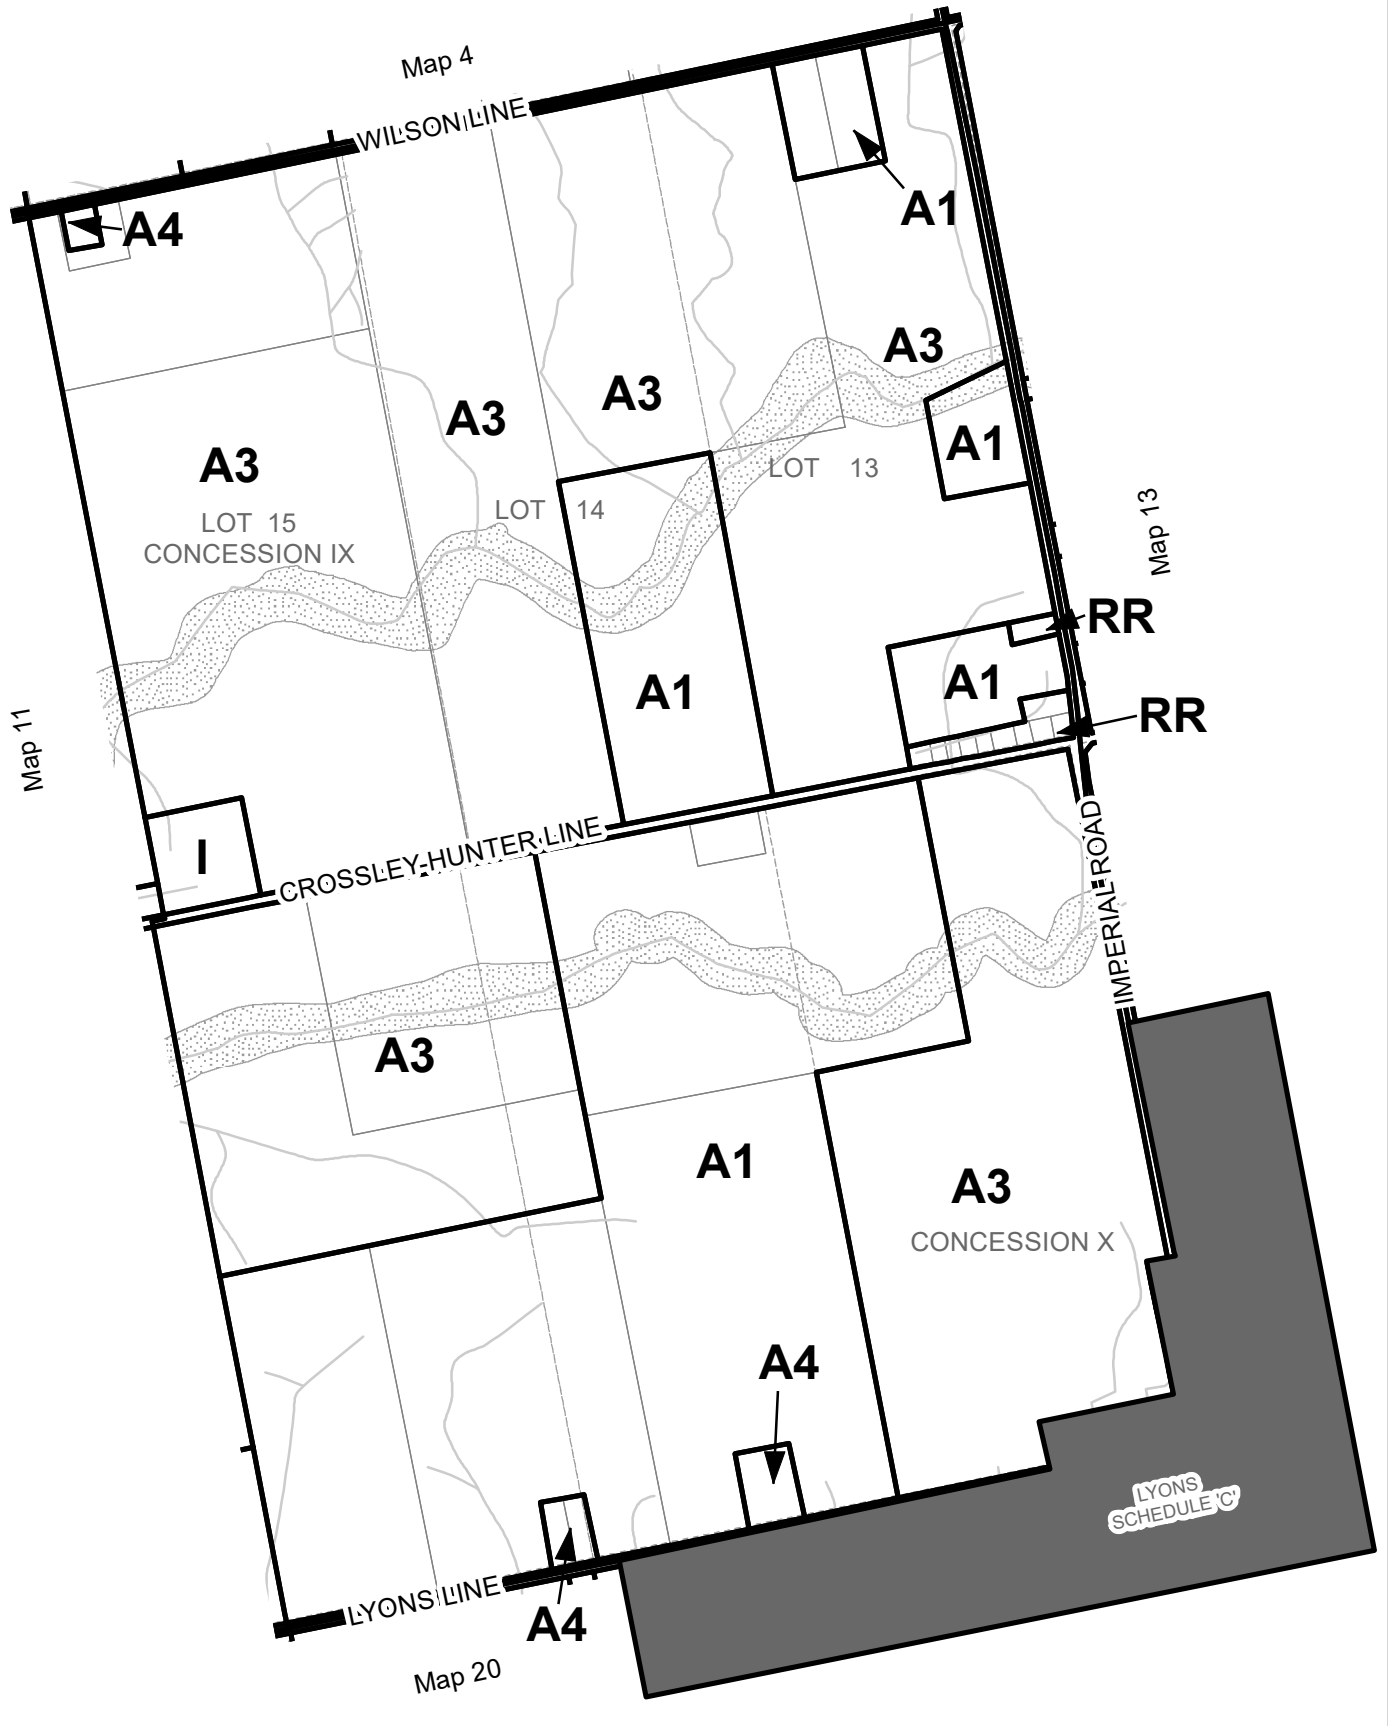 Map 4
WILSON LINE
A4
A1
A3
A3
A3
A3
A1
LOT 15
CONCESSION IX
LOT 14
LOT 13
Map 13
RR
A1
A1
RR
Map 11
I
CROSSLEY-HUNTER LINE
IMPERIAL ROAD
A3
A1
A3
CONCESSION X
A4
LYONS
SCHEDULE 'C'
LYONS LINE
A4
Map 20